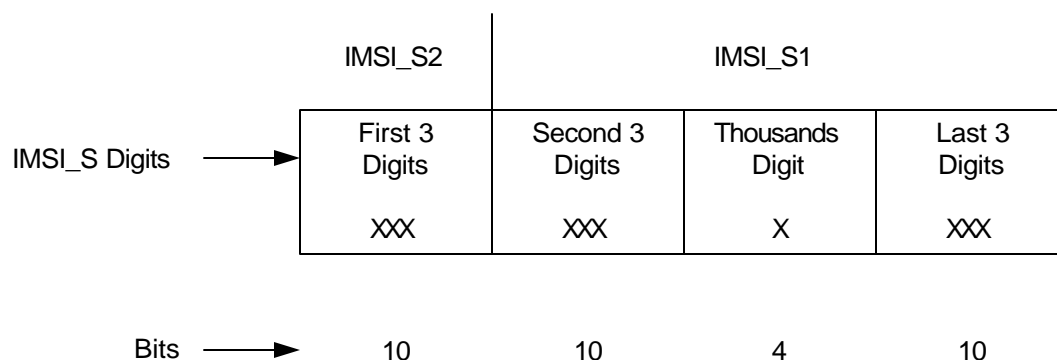 IMSI_S2 IMSI_S1
IMSI_S Digits
First 3 Digits
XXX
Second 3 Digits
XXX
Thousands Digit
X
Last 3 Digits
XXX
Bits 10 10 4 10